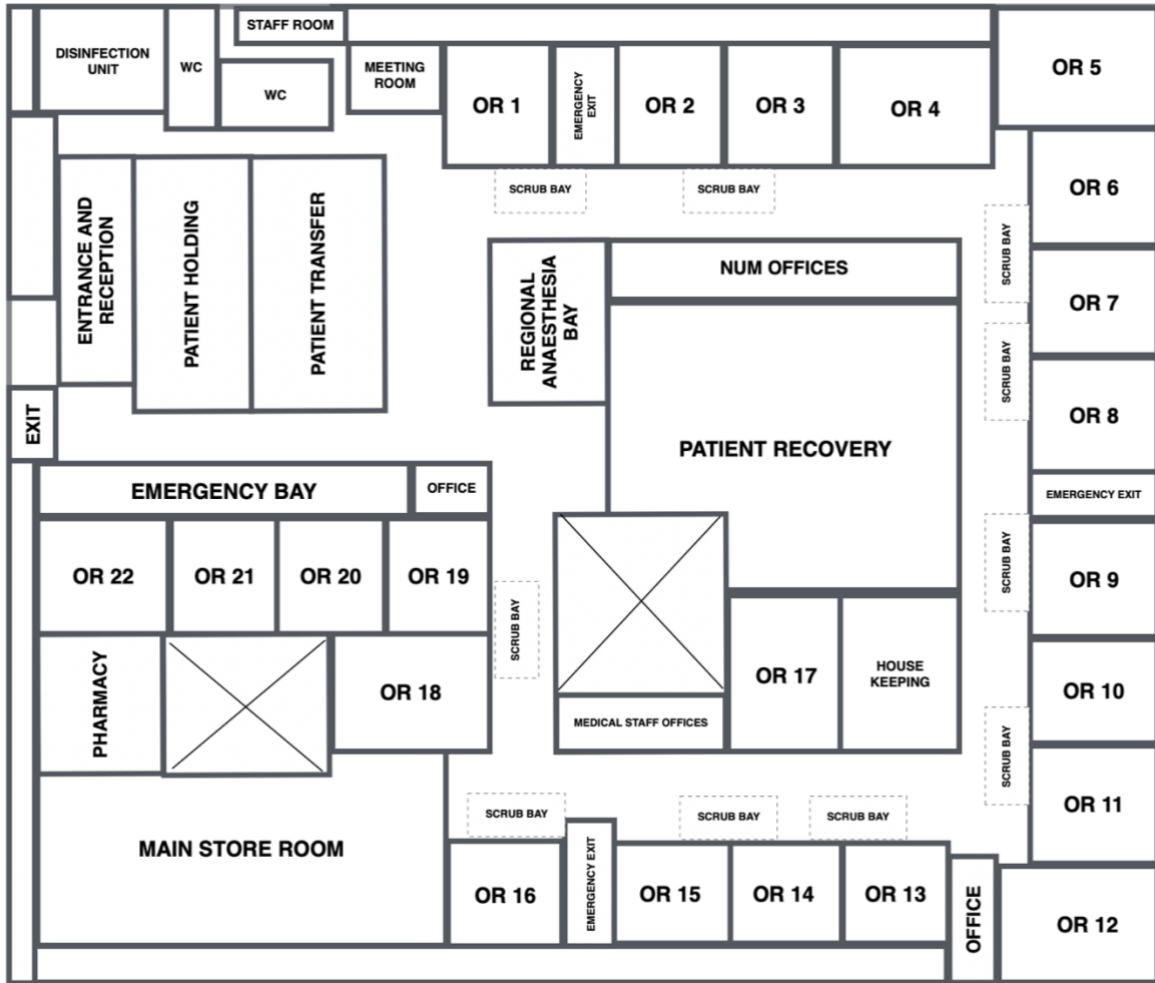 STAFF ROOM
DISINFECTION
UNIT
WC
WC
MEETING
ROOM
OR 1
EMERGENCY
EXIT
OR 2
OR 3
OR 4
OR 5
SCRUB BAY
SCRUB BAY
OR 6
ENTRANCE AND
RECEPTION
PATIENT HOLDING
PATIENT TRANSFER
REGIONAL
ANAESTHESIA
BAY
NUM OFFICES
SCRUB BAY
OR 7
SCRUB BAY
OR 8
EXIT
PATIENT RECOVERY
EMERGENCY BAY
OFFICE
EMERGENCY EXIT
OR 22
OR 21
OR 20
OR 19
SCRUB BAY
OR 9
SCRUB BAY
PHARMACY
OR 18
OR 17
HOUSE
KEEPING
OR 10
MEDICAL STAFF OFFICES
SCRUB BAY
OR 11
SCRUB BAY
SCRUB BAY
SCRUB BAY
MAIN STORE ROOM
OR 16
EMERGENCY EXIT
OR 15
OR 14
OR 13
OFFICE
OR 12